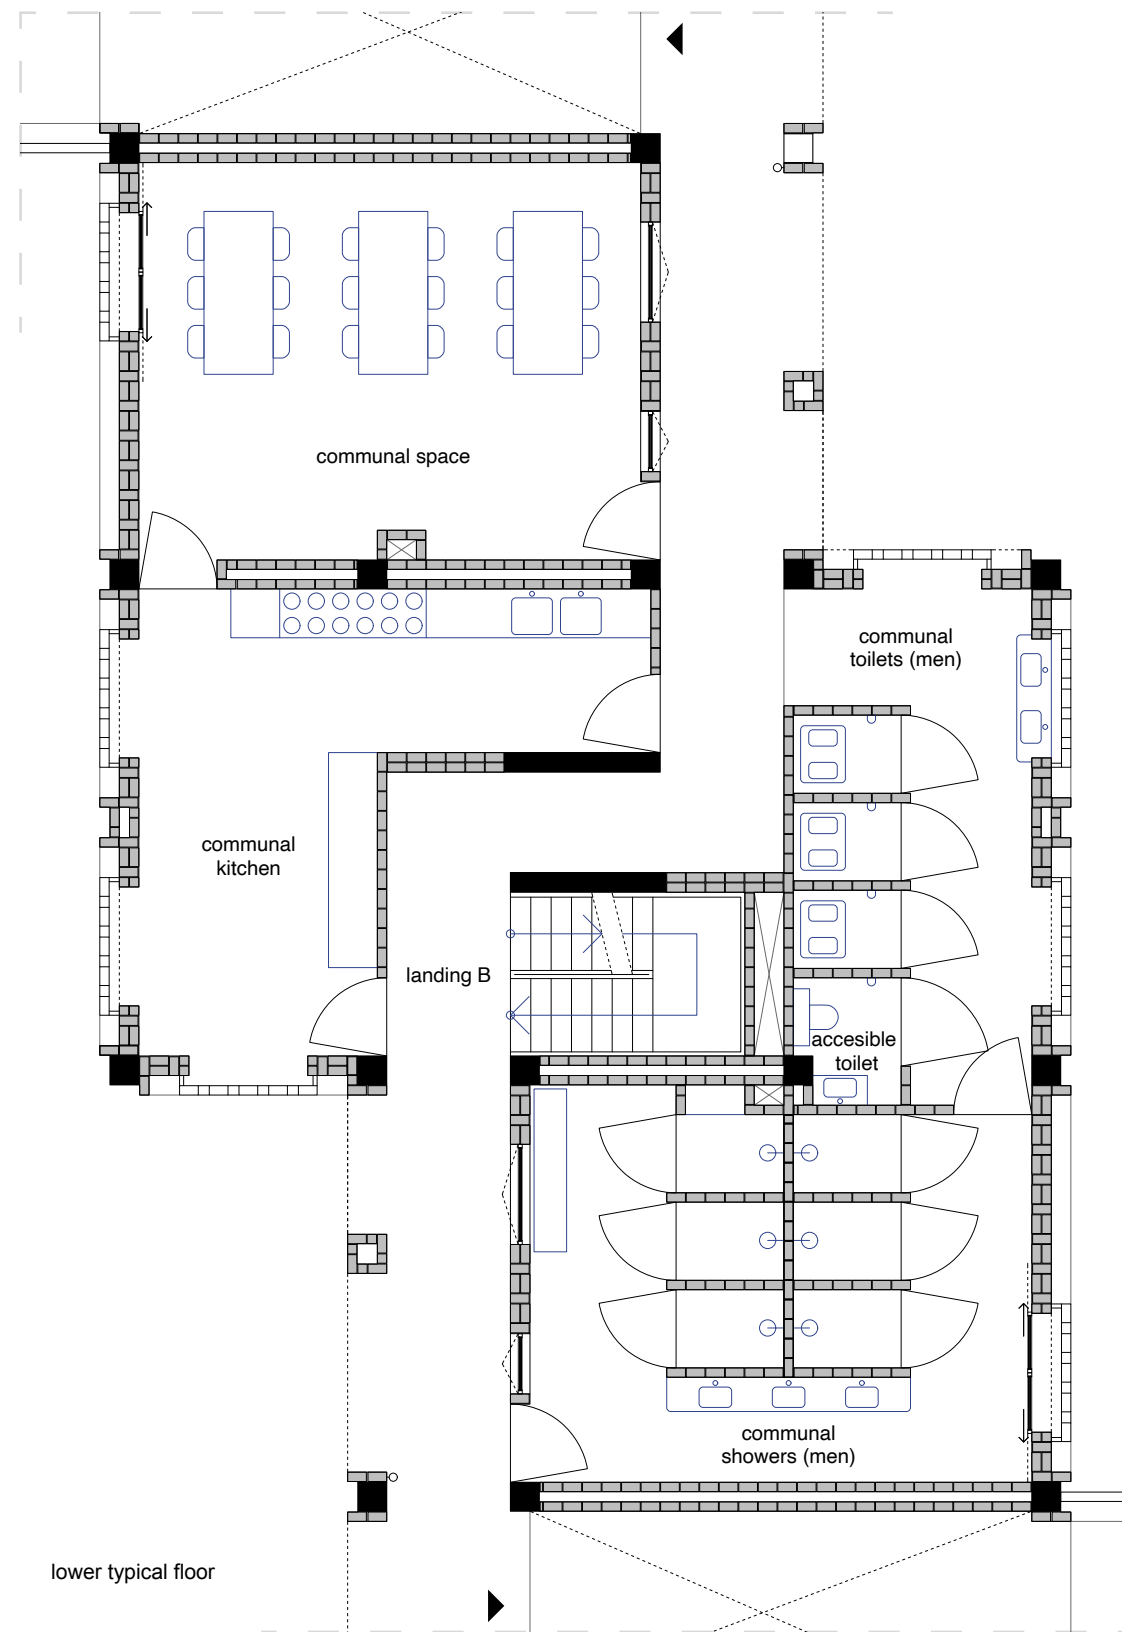 communal space
communal
toilets (men)
communal
kitchen
landing B
accesible
toilet
communal
showers (men)
lower typical floor